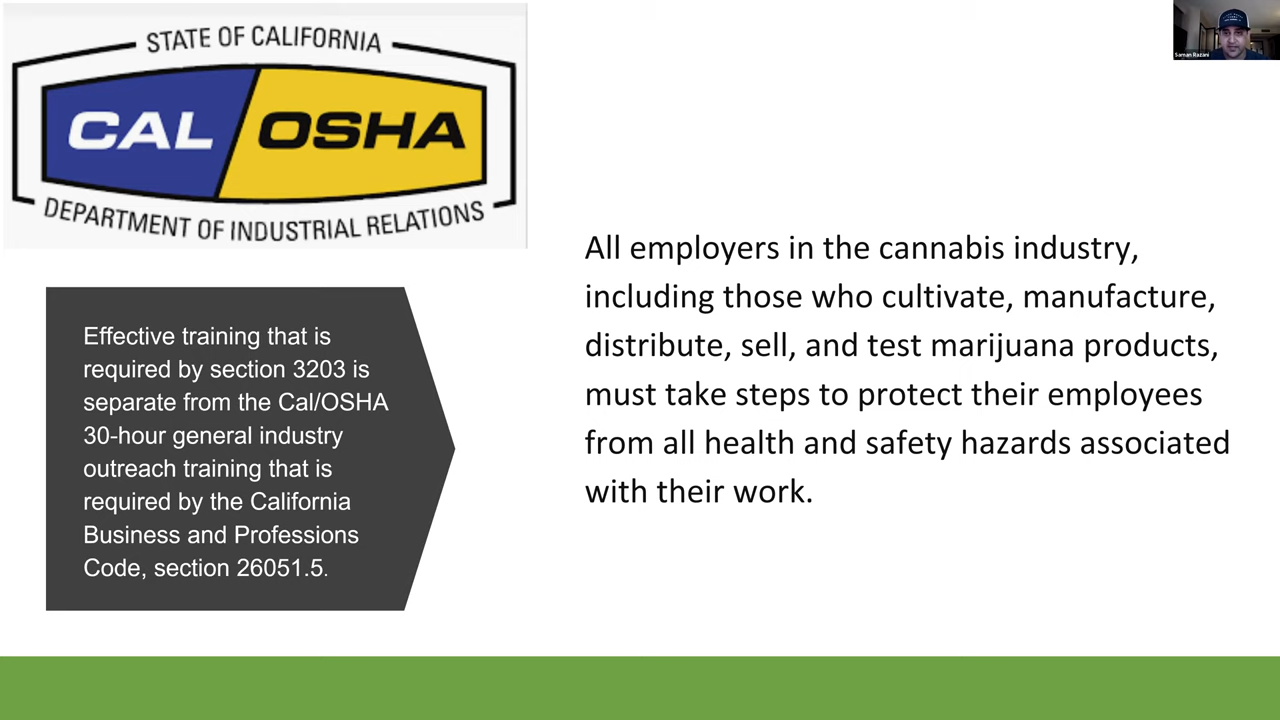 STATE OF CALIFORNIA
CAL OSHA
DEPARTMENT OF INDUSTRIAL RELATIONS
Effective training that is
required by section 3203 is
separate from the Cal/OSHA
30-hour general industry
outreach training that is
required by the California
Business and Professions
Code, section 26051.5.
All employers in the cannabis industry,
including those who cultivate, manufacture,
distribute, sell, and test marijuana products,
must take steps to protect their employees
from all health and safety hazards associated
with their work.
Saman Razani